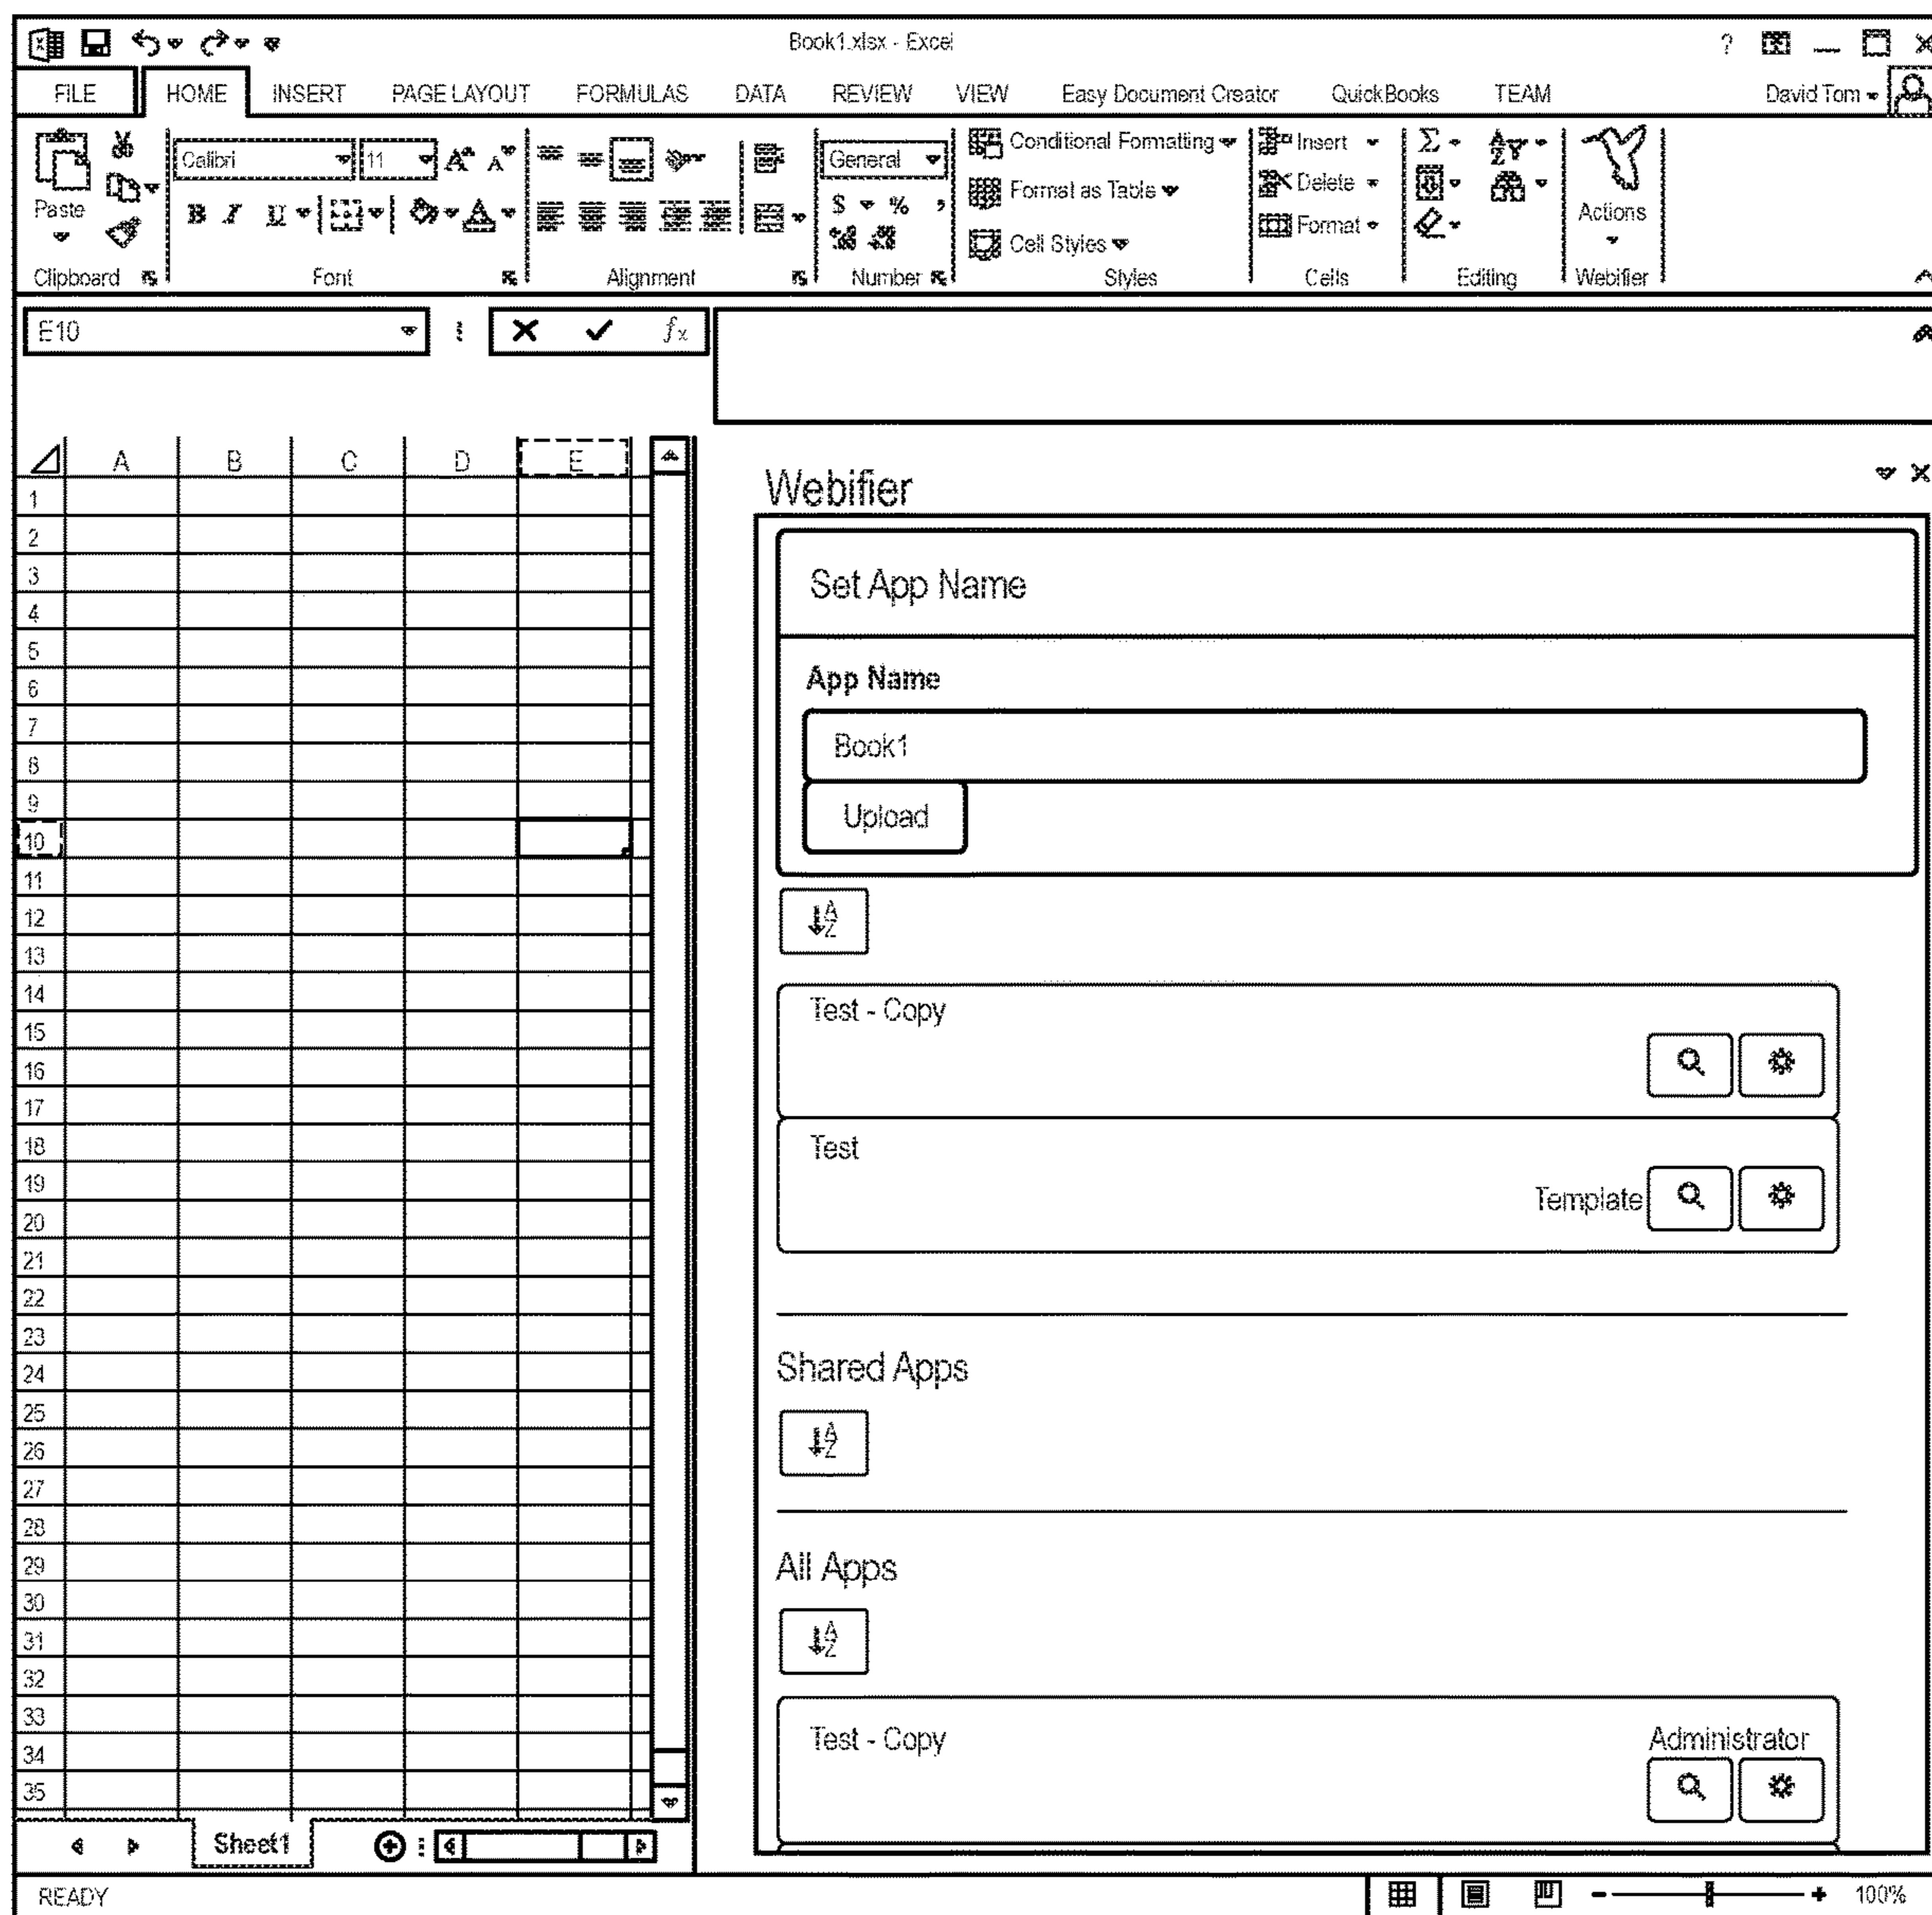 Book1.xlsx - Excel ?
FILE HOME INSERT PAGE LAYOUT FORMULAS DATA REVIEW VIEW Easy Document Creator QuickBooks TEAM David Tom
Calibri 11 General Conditional Formatting Insert Σ
Paste Format as Table Delete Actions
B I U A $ % ,
Cell Styles Format
Clipboard Font Alignment Number Styles Cells Editing Webifier
E10 fx
A B C D E
Webifier
1
2
3
4
5
6
7
8
9
10
11
12
13
14
15
16
17
18
19
20
21
22
23
24
25
26
27
28
29
30
31
32
33
34
35
Set App Name
App Name
Book1
Upload
A
Z
Test - Copy
Test
Template
Shared Apps
A
Z
All Apps
A
Z
Test - Copy Administrator
Sheet1
READY 100%